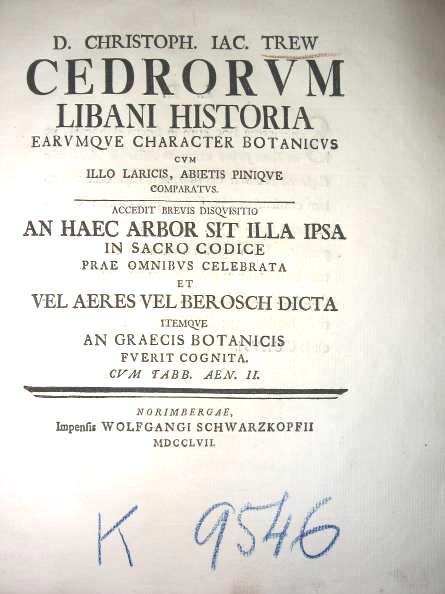 D. CHRISTOPH. IAC. TREW
CEDRORVM
LIBANI HISTORIA
EARVMQVE CHARACTER BOTANICVS
CVM
ILLO LARICIS, ABIETIS PINIQVE
COMPARATVS.
ACCEDIT BREVIS DISQVISITIO
AN HAEC ARBOR SIT ILLA IPSA
IN SACRO CODICE
PRAE OMNIBVS CELEBRATA
ET
VEL AERES VEL BEROSCH DICTA
ITEMQVE
AN GRAECIS BOTANICIS
FVERIT COGNITA.
CVM TABB. AEN. II.
NORIMBERGAE,
Impensis WOLFGANGI SCHWARZKOPFII
MDCCLVII.
K 9546